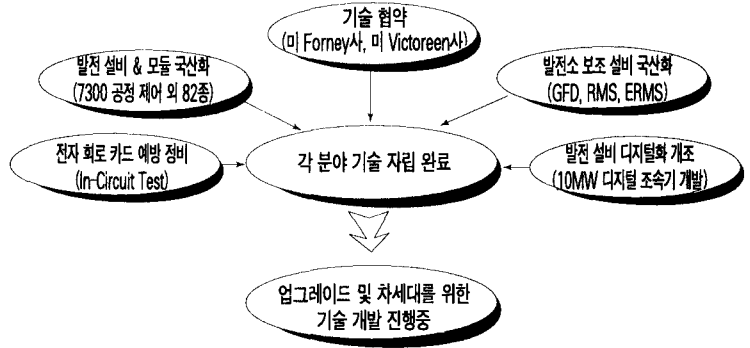 기술 협약
(미 Forney사, 미 Victoreen사)
발전 설비 & 모듈 국산화
(7300 공정 제어 외 82종)
발전소 보조 설비 국산화
(GFD, RMS, ERMS)
전자 회로 카드 예방 정비
(In-Circuit Test)
각 분야 기술 자립 완료
발전 설비 디지털화 개조
(10MW 디지털 조속기 개발)
업그레이드 및 차세대를 위한
기술 개발 진행중